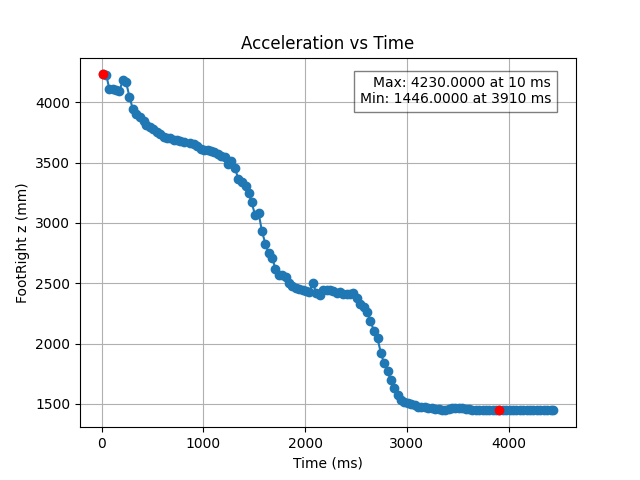 Acceleration vs Time
Max: 4230.0000 at 10 ms
Min: 1446.0000 at 3910 ms
FootRight z (mm)
4000
3500
3000
2500
2000
1500
0 1000 2000 3000 4000
Time (ms)